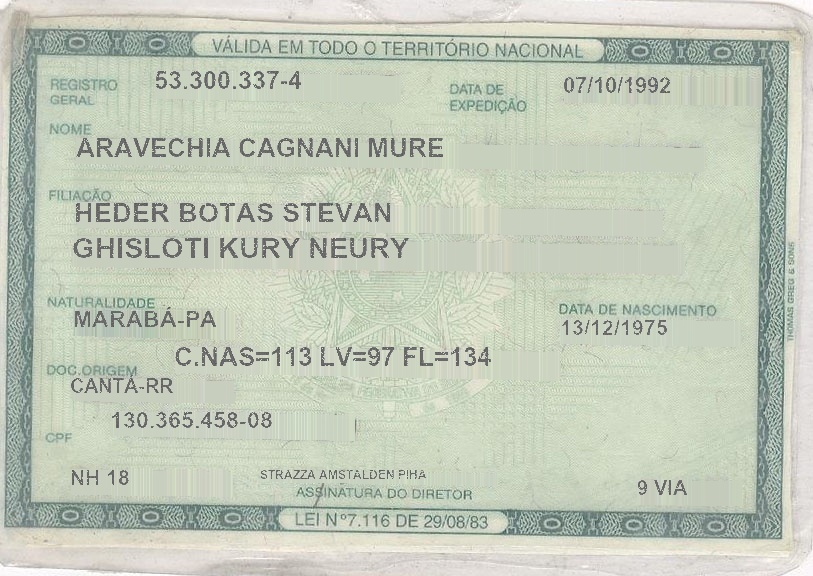 VÁLIDA EM TODO O TERRITÓRIO NACIONAL
REGISTRO GERAL 53.300.337-4 DATA DE EXPEDIÇÃO 07/10/1992
NOME
ARAVECHIA CAGNANI MURE
FILIAÇÃO
HEDER BOTAS STEVAN
GHISLOTI KURY NEURY
NATURALIDADE DATA DE NASCIMENTO
MARABÁ-PA 13/12/1975
C.NAS=113 LV=97 FL=134
DOC.ORIGEM
CANTÁ-RR
130.365.458-08
CPF
NH 18 STRAZZA AMSTALDEN PIHA 9 VIA
ASSINATURA DO DIRETOR
LEI Nº7.116 DE 29/08/83
THOMAS GREG & SONS